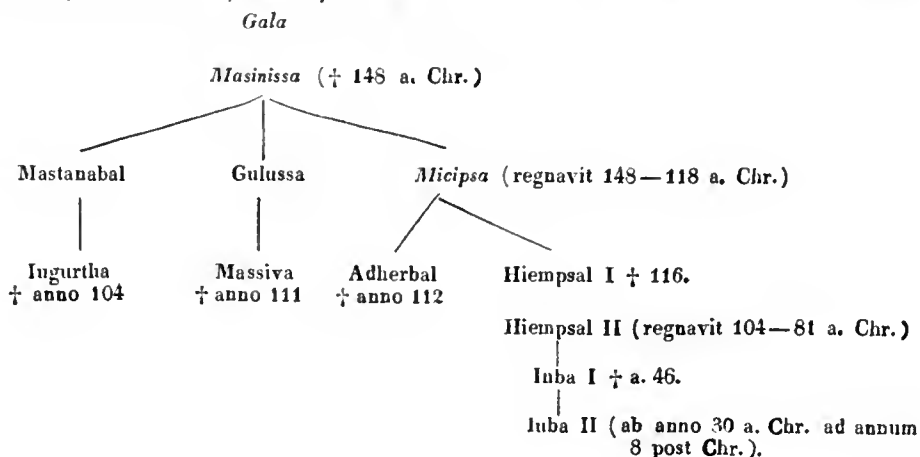 Gala
Masinissa († 148 a. Chr.)
Mastanabal Gulussa Micipsa (regnavit 148—118 a. Chr.)
Iugurtha Massiva Adherbal Hiempsal I † 116.
† anno 104 † anno 111 † anno 112
Hiempsal II (regnavit 104—81 a. Chr.)
Iuba I † a. 46.
Iuba II (ab anno 30 a. Chr. ad annum
8 post Chr.).